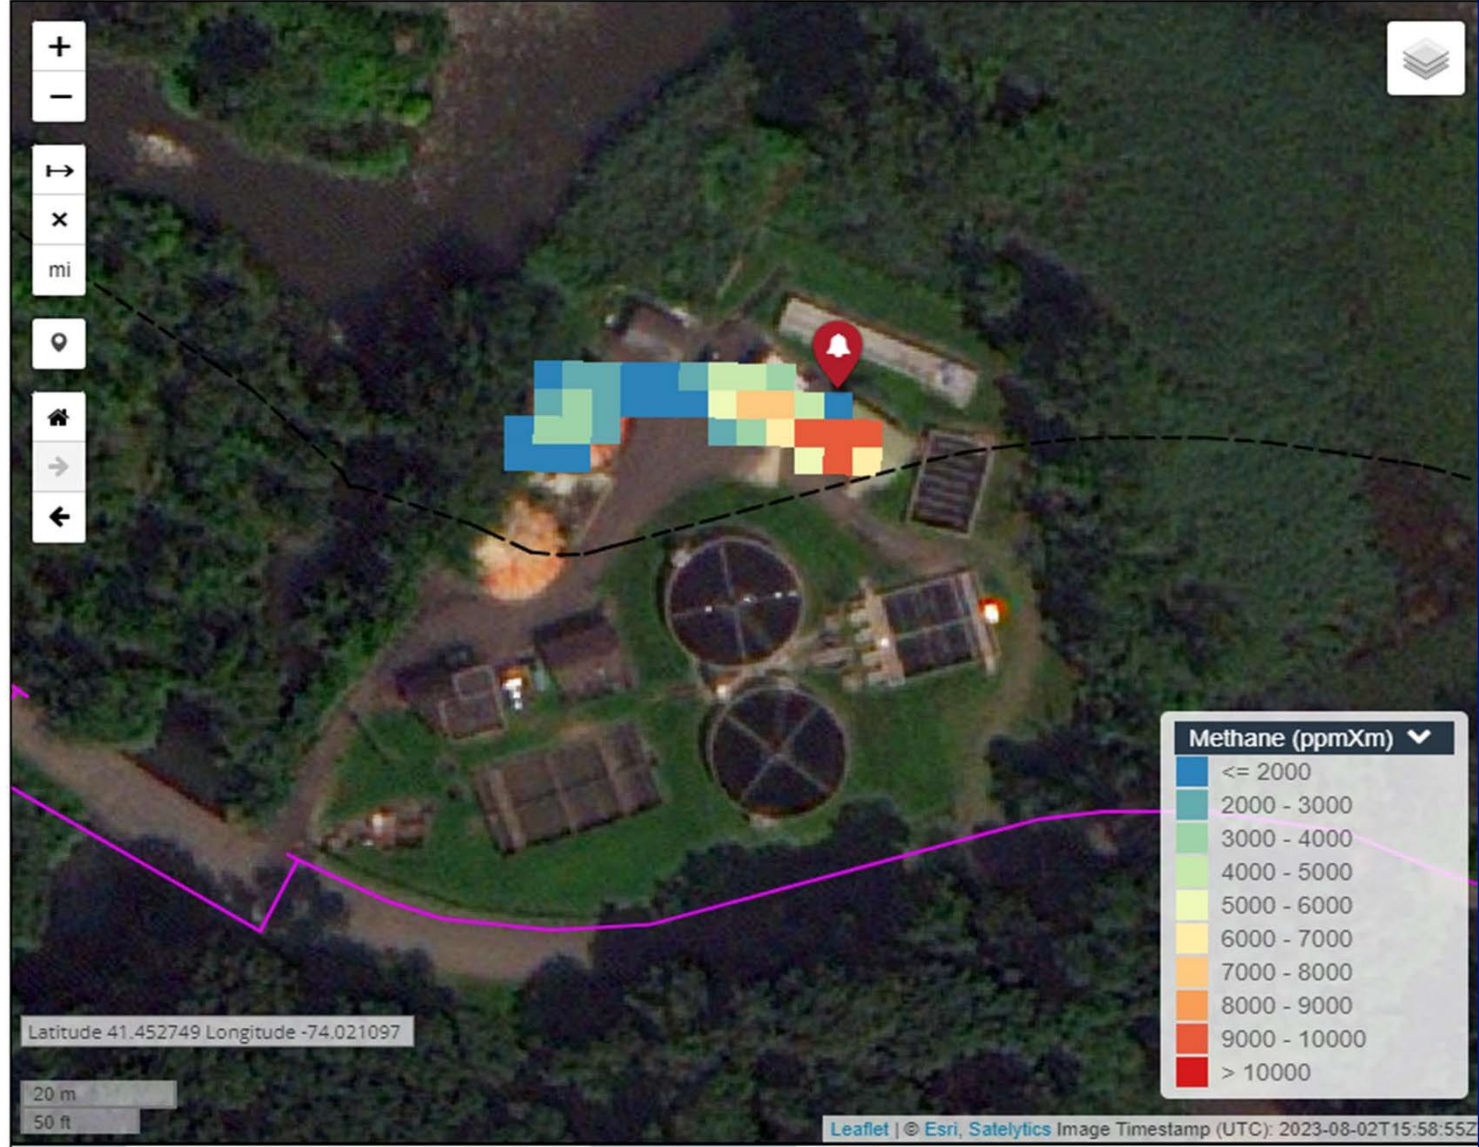 +
−
mi
Methane (ppmXm)
<= 2000
2000 - 3000
3000 - 4000
4000 - 5000
5000 - 6000
6000 - 7000
7000 - 8000
8000 - 9000
9000 - 10000
> 10000
Latitude 41.452749 Longitude -74.021097
20 m
50 ft
Leaflet | © Esri, Satelytics Image Timestamp (UTC): 2023-08-02T15:58:55Z